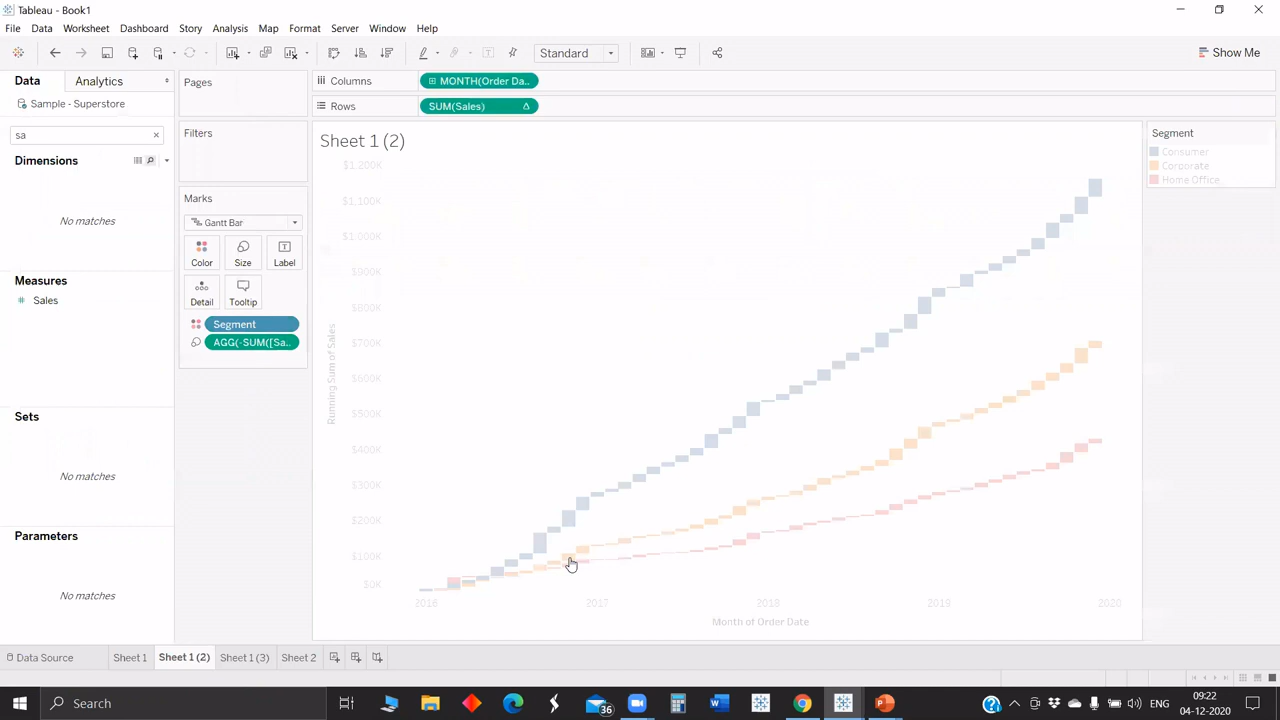 Tableau - Book1
File Data Worksheet Dashboard Story Analysis Map Format Server Window Help
Standard
Show Me
Data Analytics
Pages
Columns
MONTH(Order Da..
Sample - Superstore
Rows
SUM(Sales)
sa
Filters
Sheet 1 (2)
Segment
Dimensions
Consumer
Corporate
Home Office
$1,200K
$1,100K
$1,000K
$900K
$800K
$700K
$600K
$500K
$400K
$300K
$200K
$100K
$0K
Running Sum of Sales
2016 2017 2018 2019 2020
Month of Order Date
No matches
Marks
Gantt Bar
Color Size Label
Detail Tooltip
Segment
AGG(-SUM([Sa..
Measures
Sales
Sets
No matches
Parameters
No matches
Data Source Sheet 1 Sheet 1 (2) Sheet 1 (3) Sheet 2
Search
36
ENG
09:22
04-12-2020